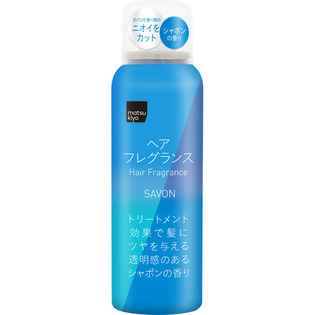 タバコや食べ物の
ニオイを
カット
シャボン
の香り
matsu
kiyo
ヘア
フレグランス
Hair Fragrance
SAVON
トリートメント
効果で髪に
ツヤを与える
透明感のある
シャボンの香り